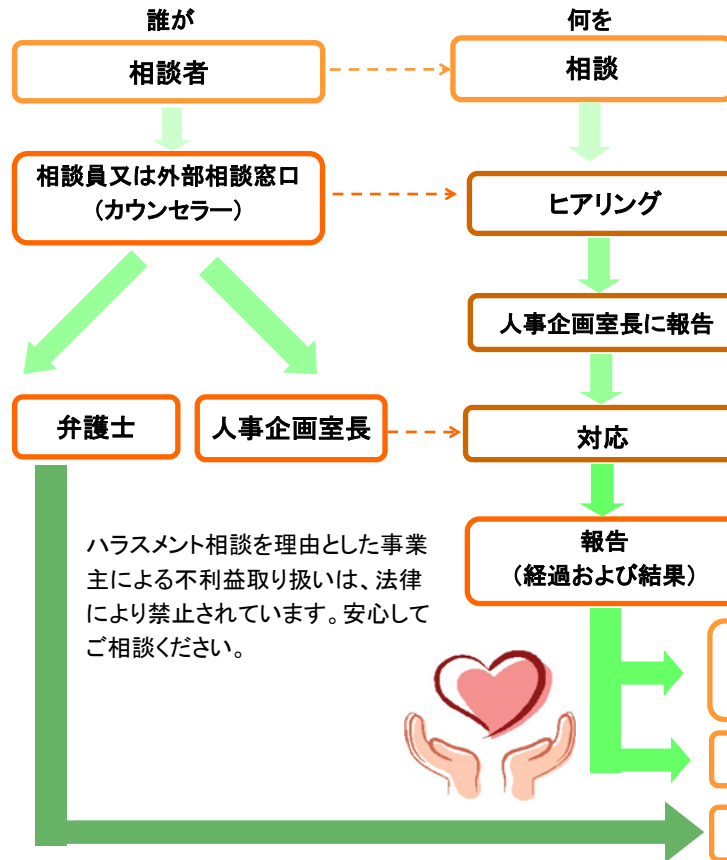 誰が
何を
相談者
相談
相談員又は外部相談窓口
（カウンセラー）
ヒアリング
人事企画室長に報告
弁護士
人事企画室長
対応
報告
（経過および結果）
ハラスメント相談を理由とした事業
主による不利益取り扱いは、法律
により禁止されています。安心して
ご相談ください。